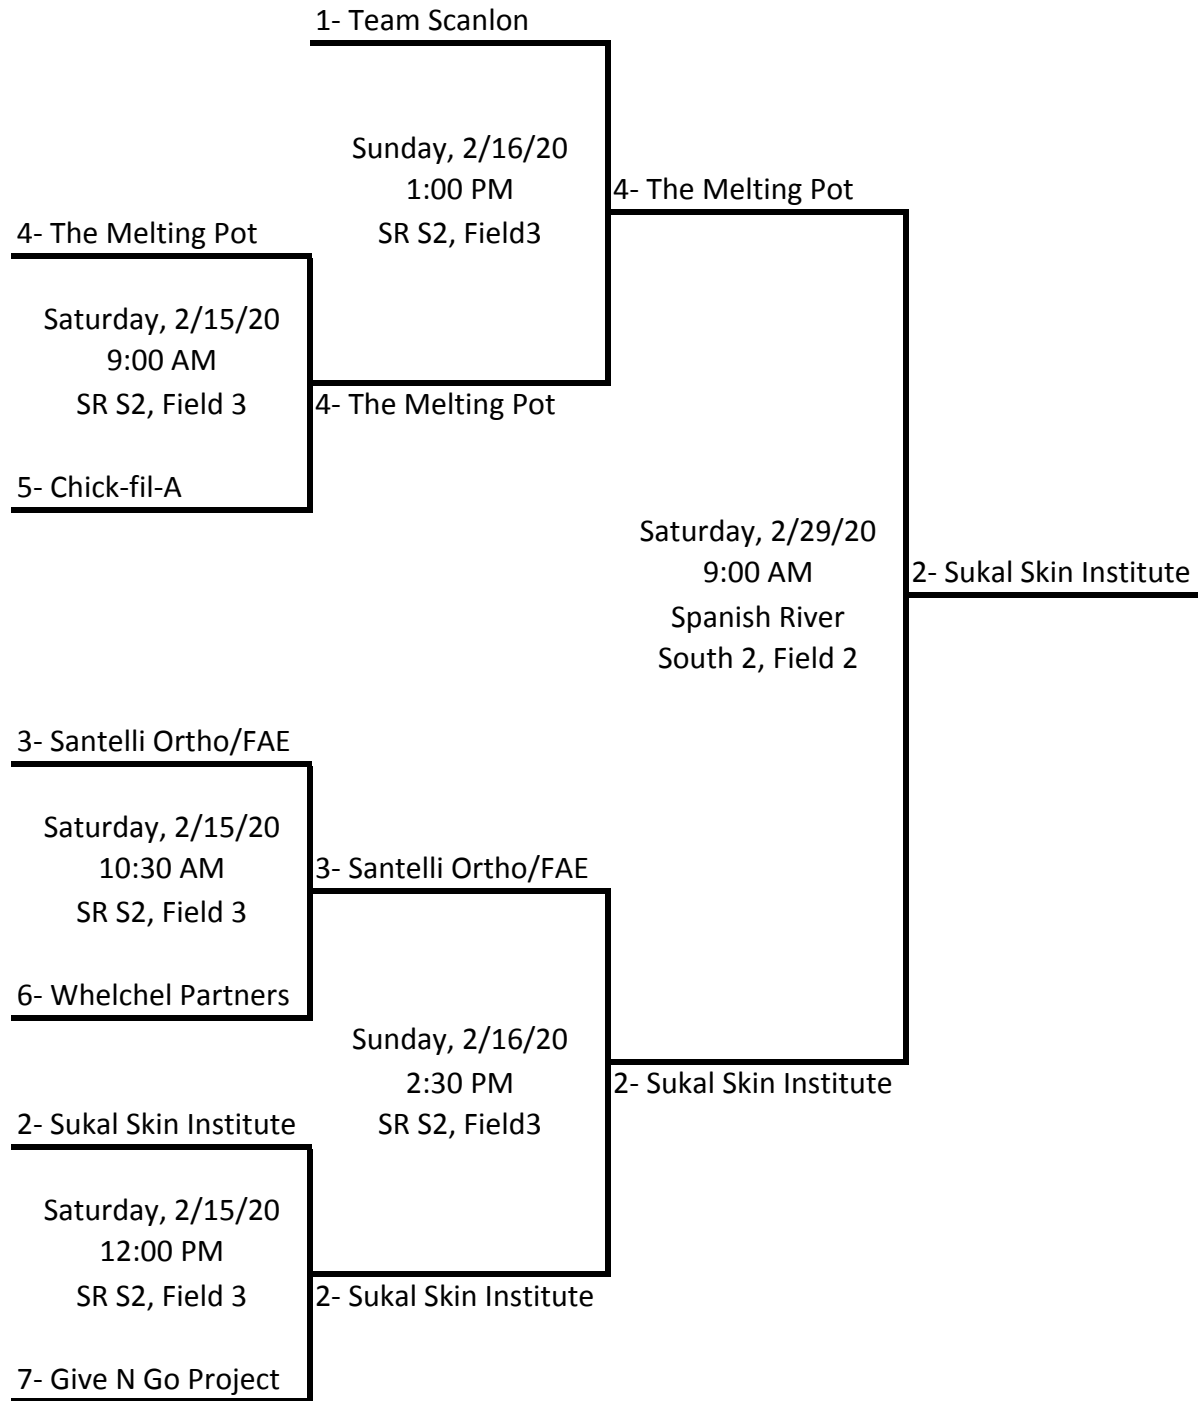 1- Team Scanlon
Sunday, 2/16/20
1:00 PM
SR S2, Field3
4- The Melting Pot
4- The Melting Pot
Saturday, 2/15/20
9:00 AM
SR S2, Field 3
4- The Melting Pot
5- Chick-fil-A
Saturday, 2/29/20
9:00 AM
Spanish River
South 2, Field 2
2- Sukal Skin Institute
3- Santelli Ortho/FAE
Saturday, 2/15/20
10:30 AM
SR S2, Field 3
3- Santelli Ortho/FAE
6- Whelchel Partners
Sunday, 2/16/20
2:30 PM
SR S2, Field3
2- Sukal Skin Institute
2- Sukal Skin Institute
Saturday, 2/15/20
12:00 PM
SR S2, Field 3
2- Sukal Skin Institute
7- Give N Go Project